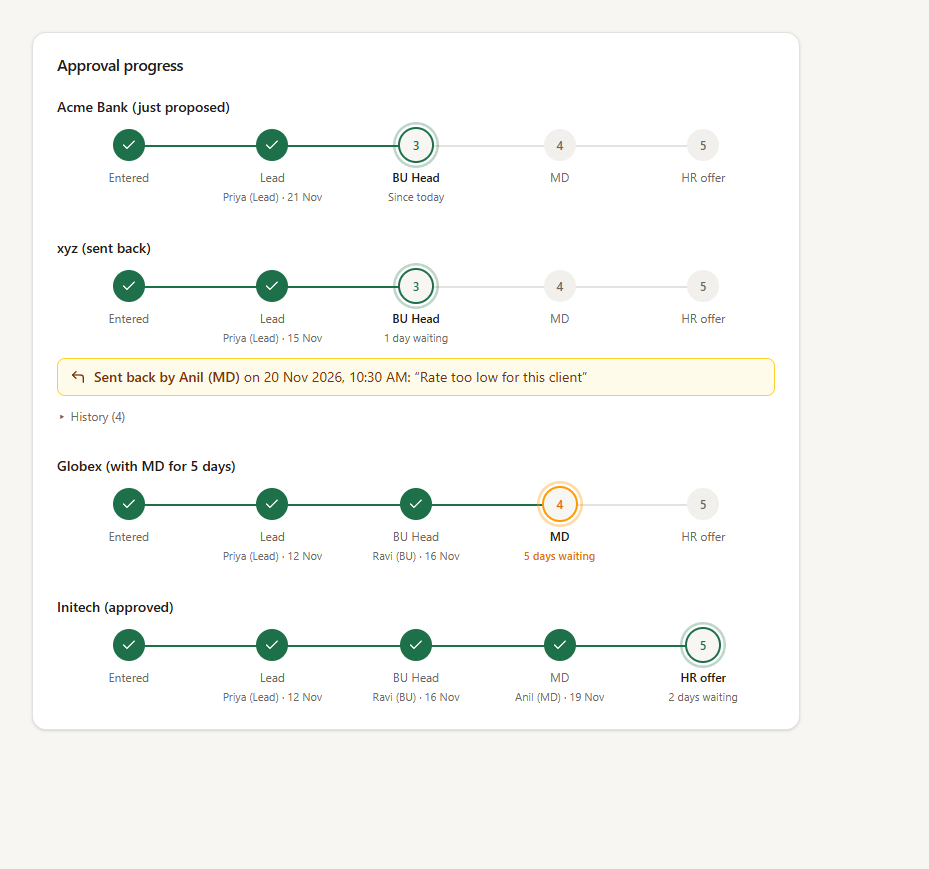 Approval progress
Acme Bank (just proposed)
3 4 5
Entered Lead BU Head MD HR offer
Priya (Lead) · 21 Nov Since today
xyz (sent back)
3 4 5
Entered Lead BU Head MD HR offer
Priya (Lead) · 15 Nov 1 day waiting
Sent back by Anil (MD) on 20 Nov 2026, 10:30 AM: “Rate too low for this client”
History (4)
Globex (with MD for 5 days)
4 5
Entered Lead BU Head MD HR offer
Priya (Lead) · 12 Nov Ravi (BU) · 16 Nov 5 days waiting
Initech (approved)
5
Entered Lead BU Head MD HR offer
Priya (Lead) · 12 Nov Ravi (BU) · 16 Nov Anil (MD) · 19 Nov 2 days waiting